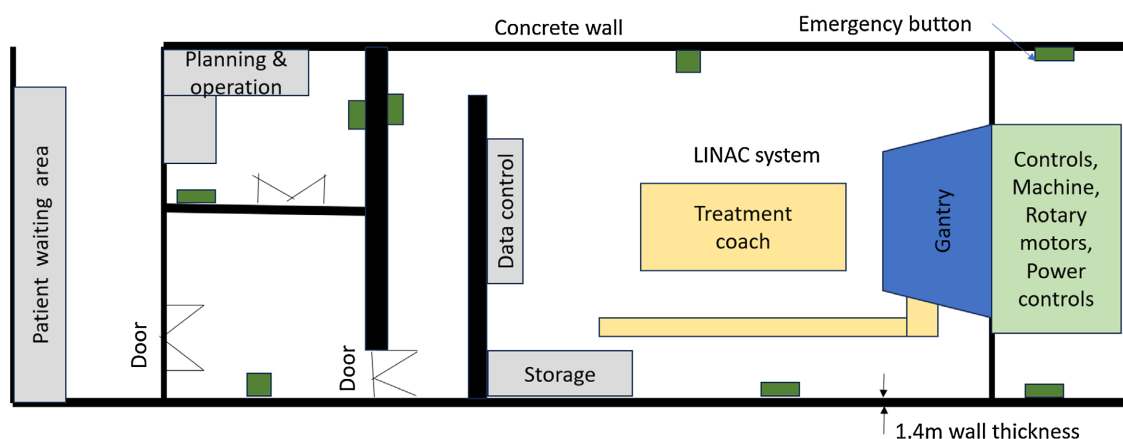 Concrete wall
Emergency button
Planning &
operation
Patient waiting area
Door
Door
Data control
LINAC system
Treatment
coach
Gantry
Controls,
Machine,
Rotary
motors,
Power
controls
Storage
1.4m wall thickness